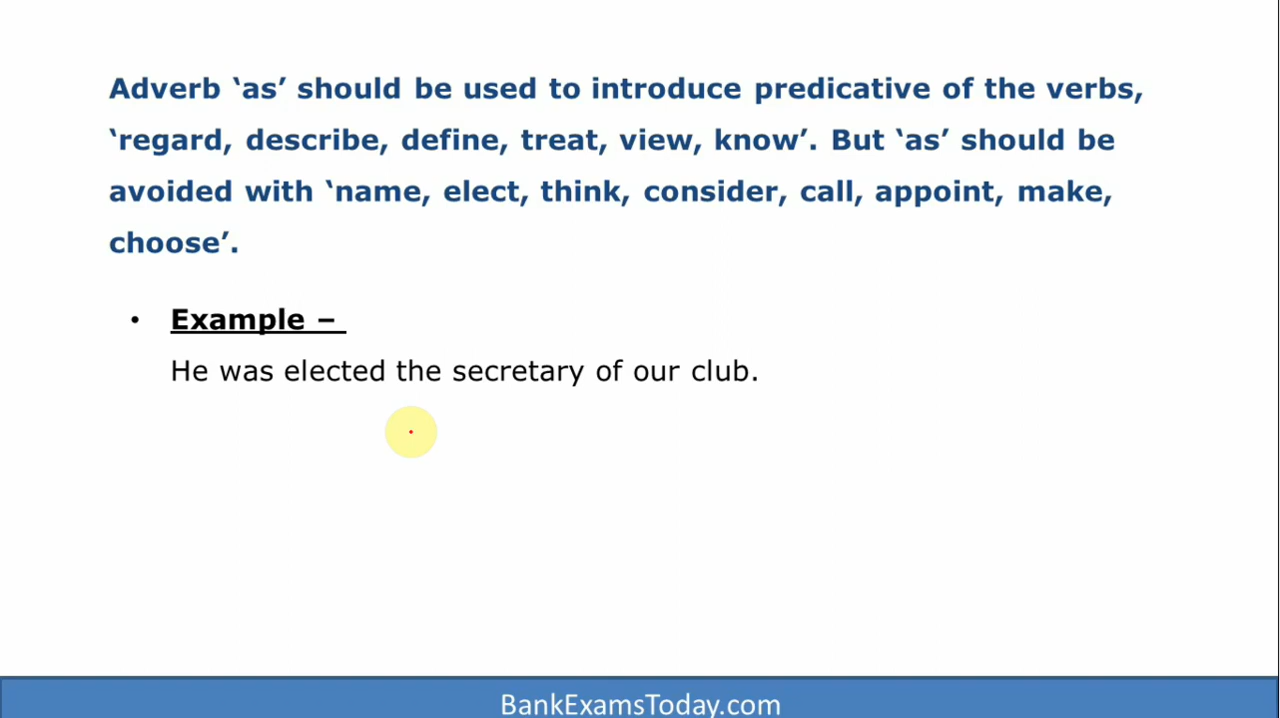 Adverb ‘as’ should be used to introduce predicative of the verbs,
‘regard, describe, define, treat, view, know’. But ‘as’ should be
avoided with ‘name, elect, think, consider, call, appoint, make,
choose’.
• Example –
He was elected the secretary of our club.
BankExamsToday.com